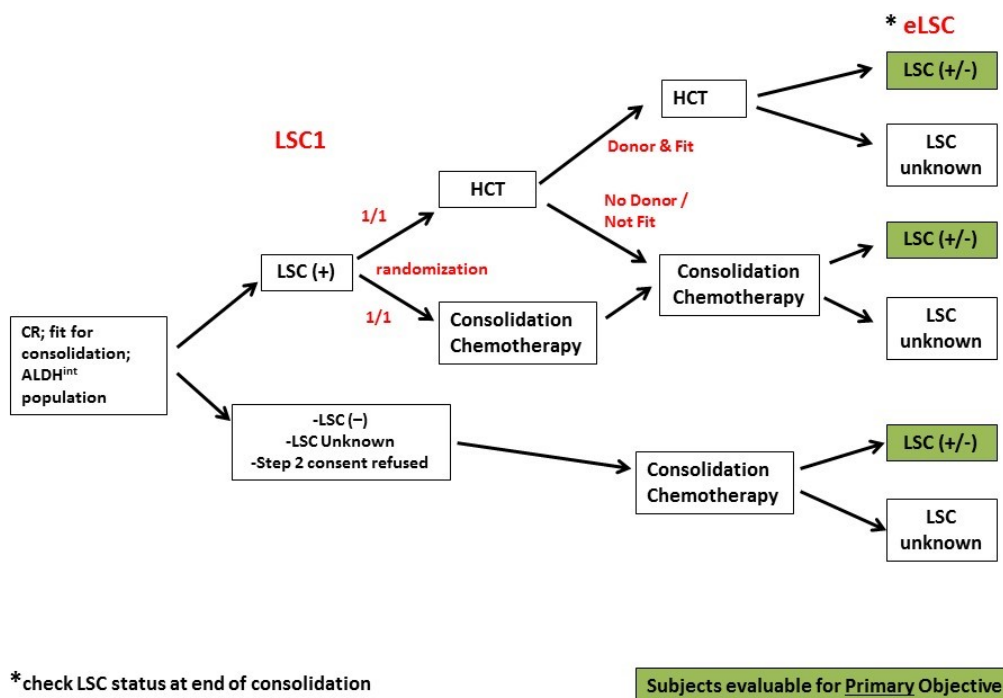 * eLSC
LSC (+/-)
HCT
LSC1
Donor & Fit
LSC
unknown
HCT
1/1
No Donor /
Not Fit
LSC (+/-)
LSC (+)
randomization
Consolidation
Chemotherapy
1/1
Consolidation
Chemotherapy
LSC
unknown
CR; fit for
consolidation;
ALDHint
population
-LSC (–)
-LSC Unknown
-Step 2 consent refused
LSC (+/-)
Consolidation
Chemotherapy
LSC
unknown
*check LSC status at end of consolidation
Subjects evaluable for Primary Objective